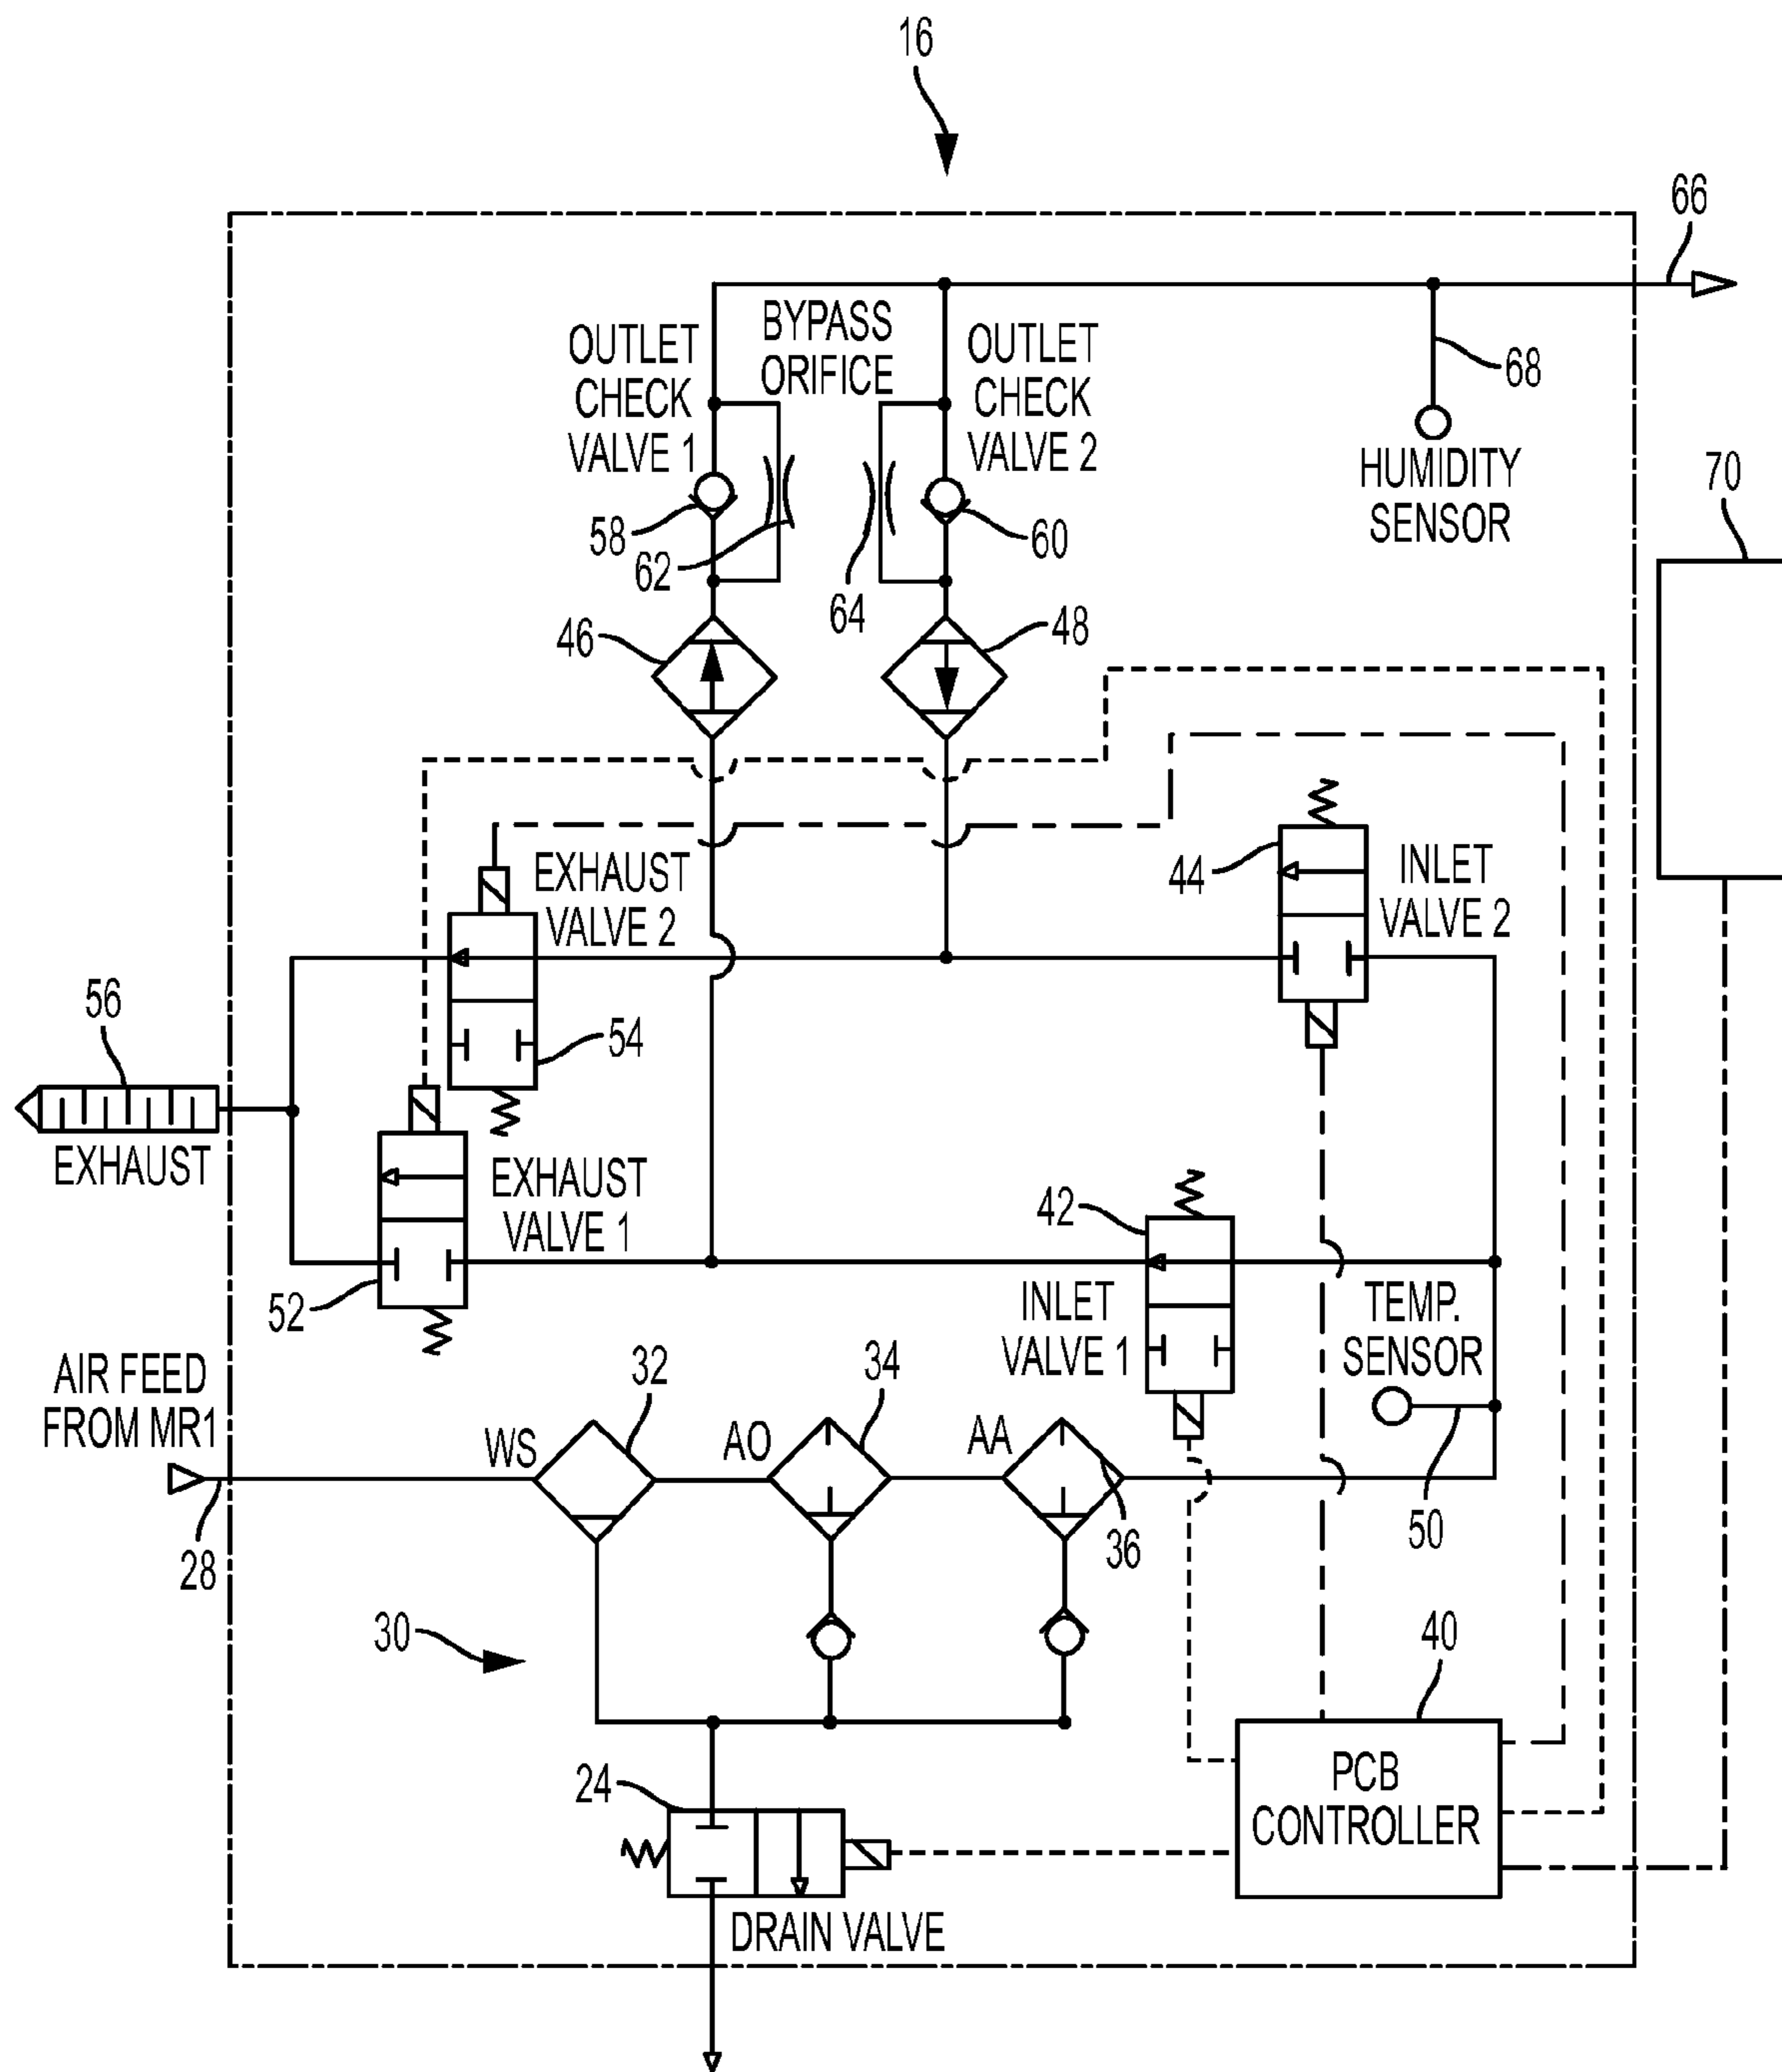 16
66
OUTLET
CHECK
VALVE 1
BYPASS
ORIFICE
OUTLET
CHECK
VALVE 2
68
HUMIDITY
SENSOR
70
58
62
64
60
46
48
44
INLET
VALVE 2
EXHAUST
VALVE 2
54
56
EXHAUST
EXHAUST
VALVE 1
52
42
INLET
VALVE 1
TEMP.
SENSOR
50
AIR FEED
FROM MR1
28
WS
32
AO
34
AA
36
30
40
PCB
CONTROLLER
24
DRAIN VALVE